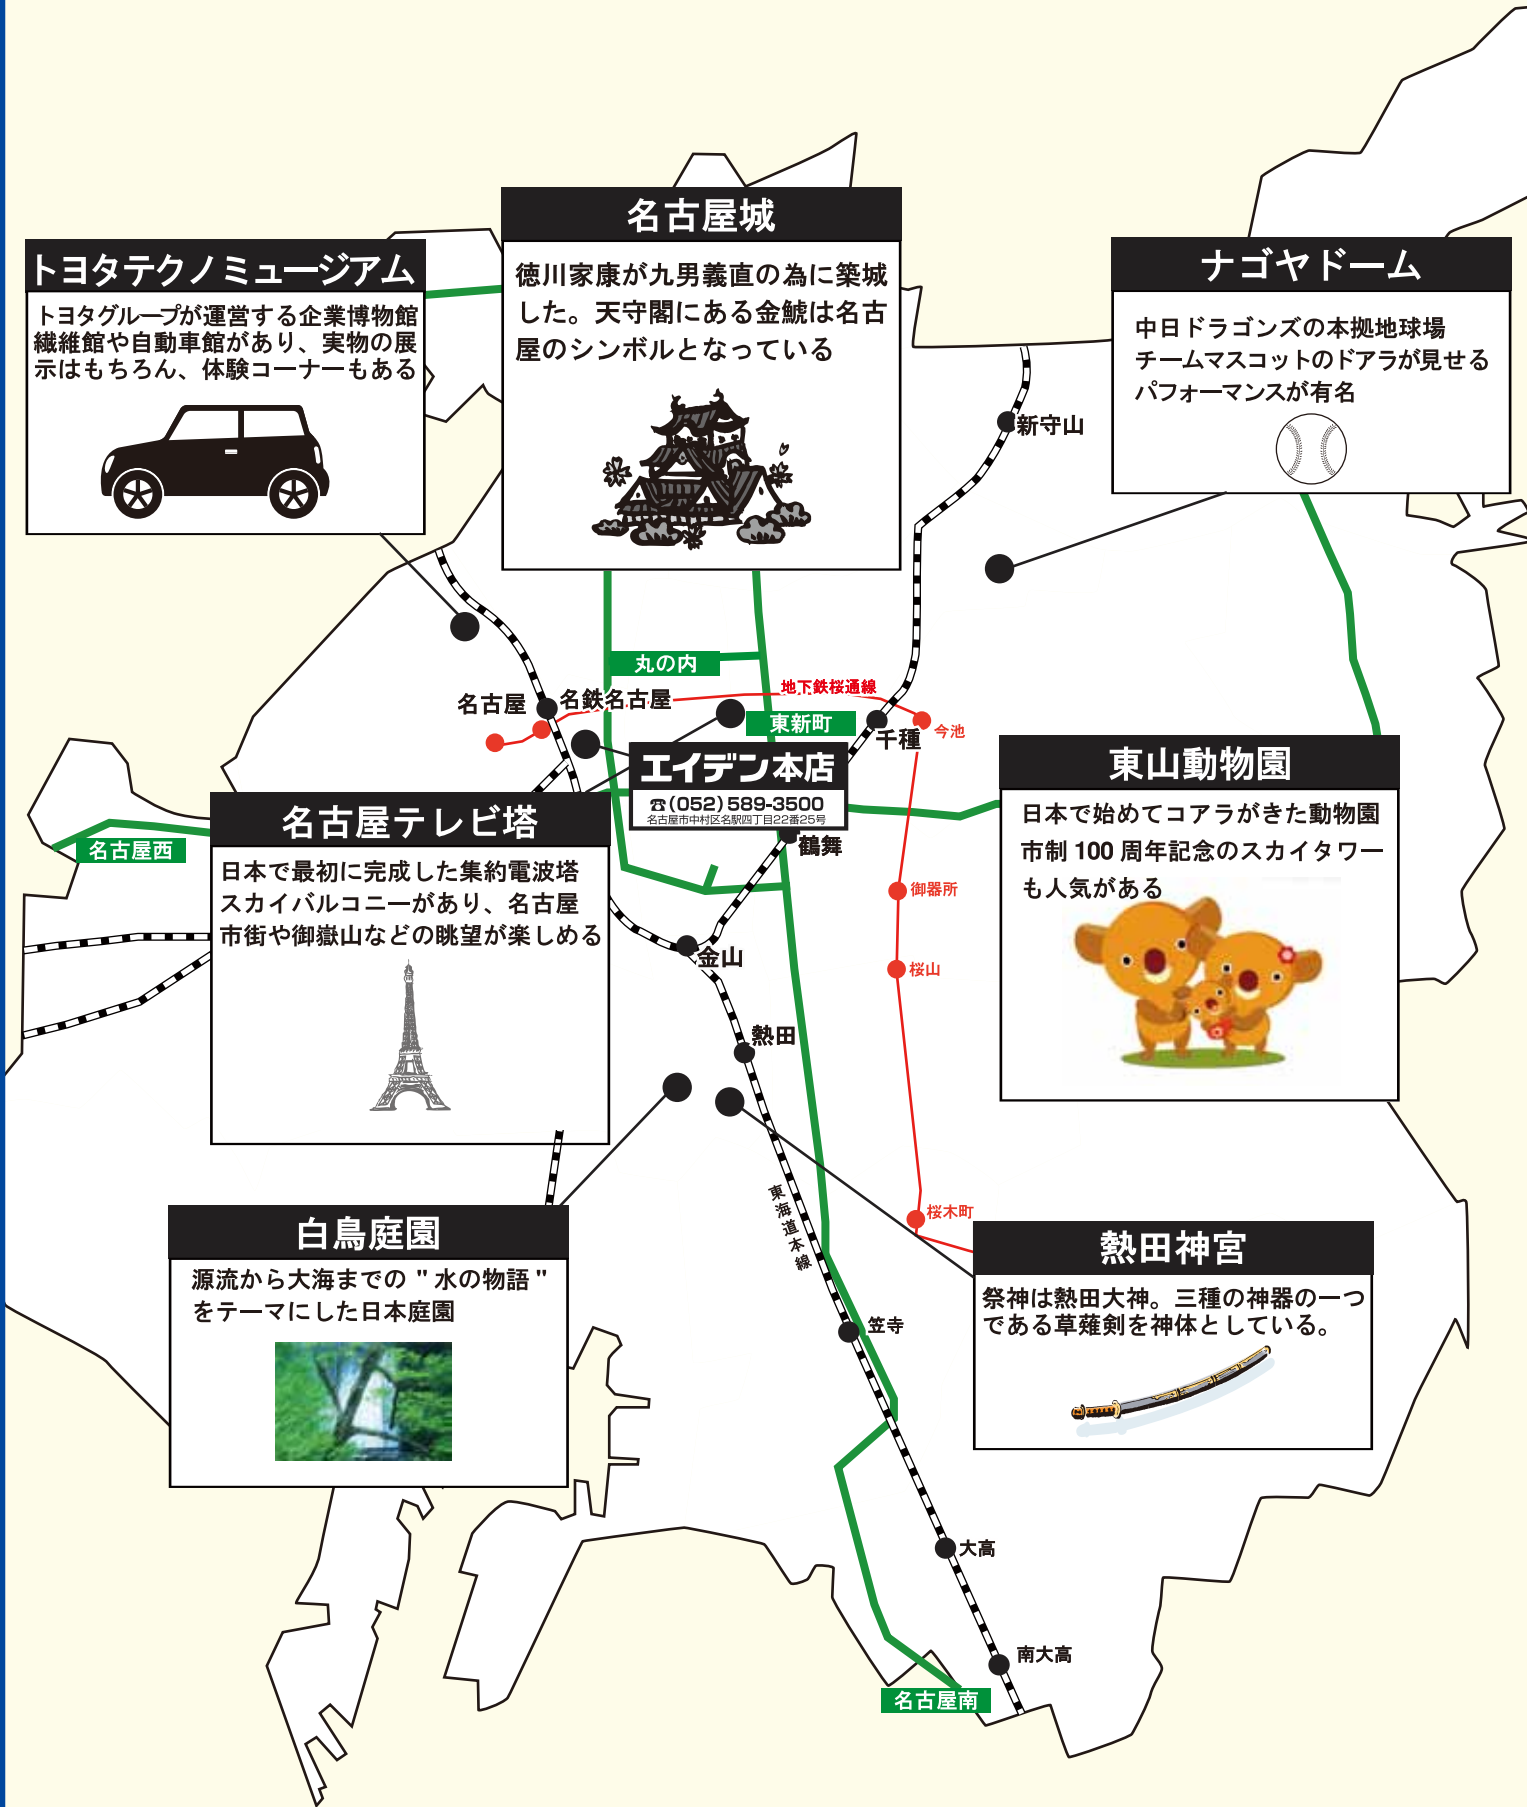 名古屋城
徳川家康が九男義直の為に築城
した。天守閣にある金鯱は名古
屋のシンボルとなっている
トヨタテクノミュージアム
トヨタグループが運営する企業博物館
繊維館や自動車館があり、実物の展
示はもちろん、体験コーナーもある
ナゴヤドーム
中日ドラゴンズの本拠地球場
チームマスコットのドアラが見せる
パフォーマンスが有名
新守山
丸の内
地下鉄桜通線
名古屋
名鉄名古屋
東新町
千種
今池
エイデン本店
☎(052)589-3500
名古屋市中村区名駅四丁目22番25号
鶴舞
東山動物園
日本で始めてコアラがきた動物園
市制 100 周年記念のスカイタワー
も人気がある
名古屋西
名古屋テレビ塔
日本で最初に完成した集約電波塔
スカイバルコニーがあり、名古屋
市街や御嶽山などの眺望が楽しめる
御器所
金山
桜山
熱田
東海道本線
桜木町
白鳥庭園
源流から大海までの " 水の物語 "
をテーマにした日本庭園
熱田神宮
祭神は熱田大神。三種の神器の一つ
である草薙剣を神体としている。
笠寺
大高
南大高
名古屋南